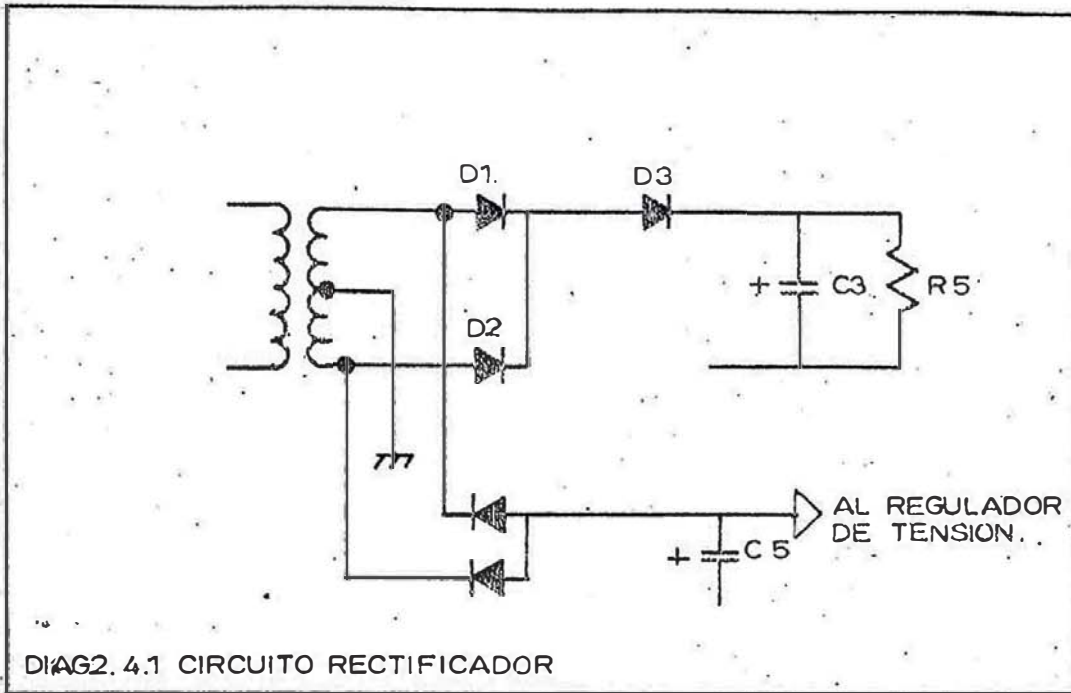 D1.
D3
+ C3
R5
D2
AL REGULADOR
DE TENSION.
+ C5
DIAG2.4.1 CIRCUITO RECTIFICADOR